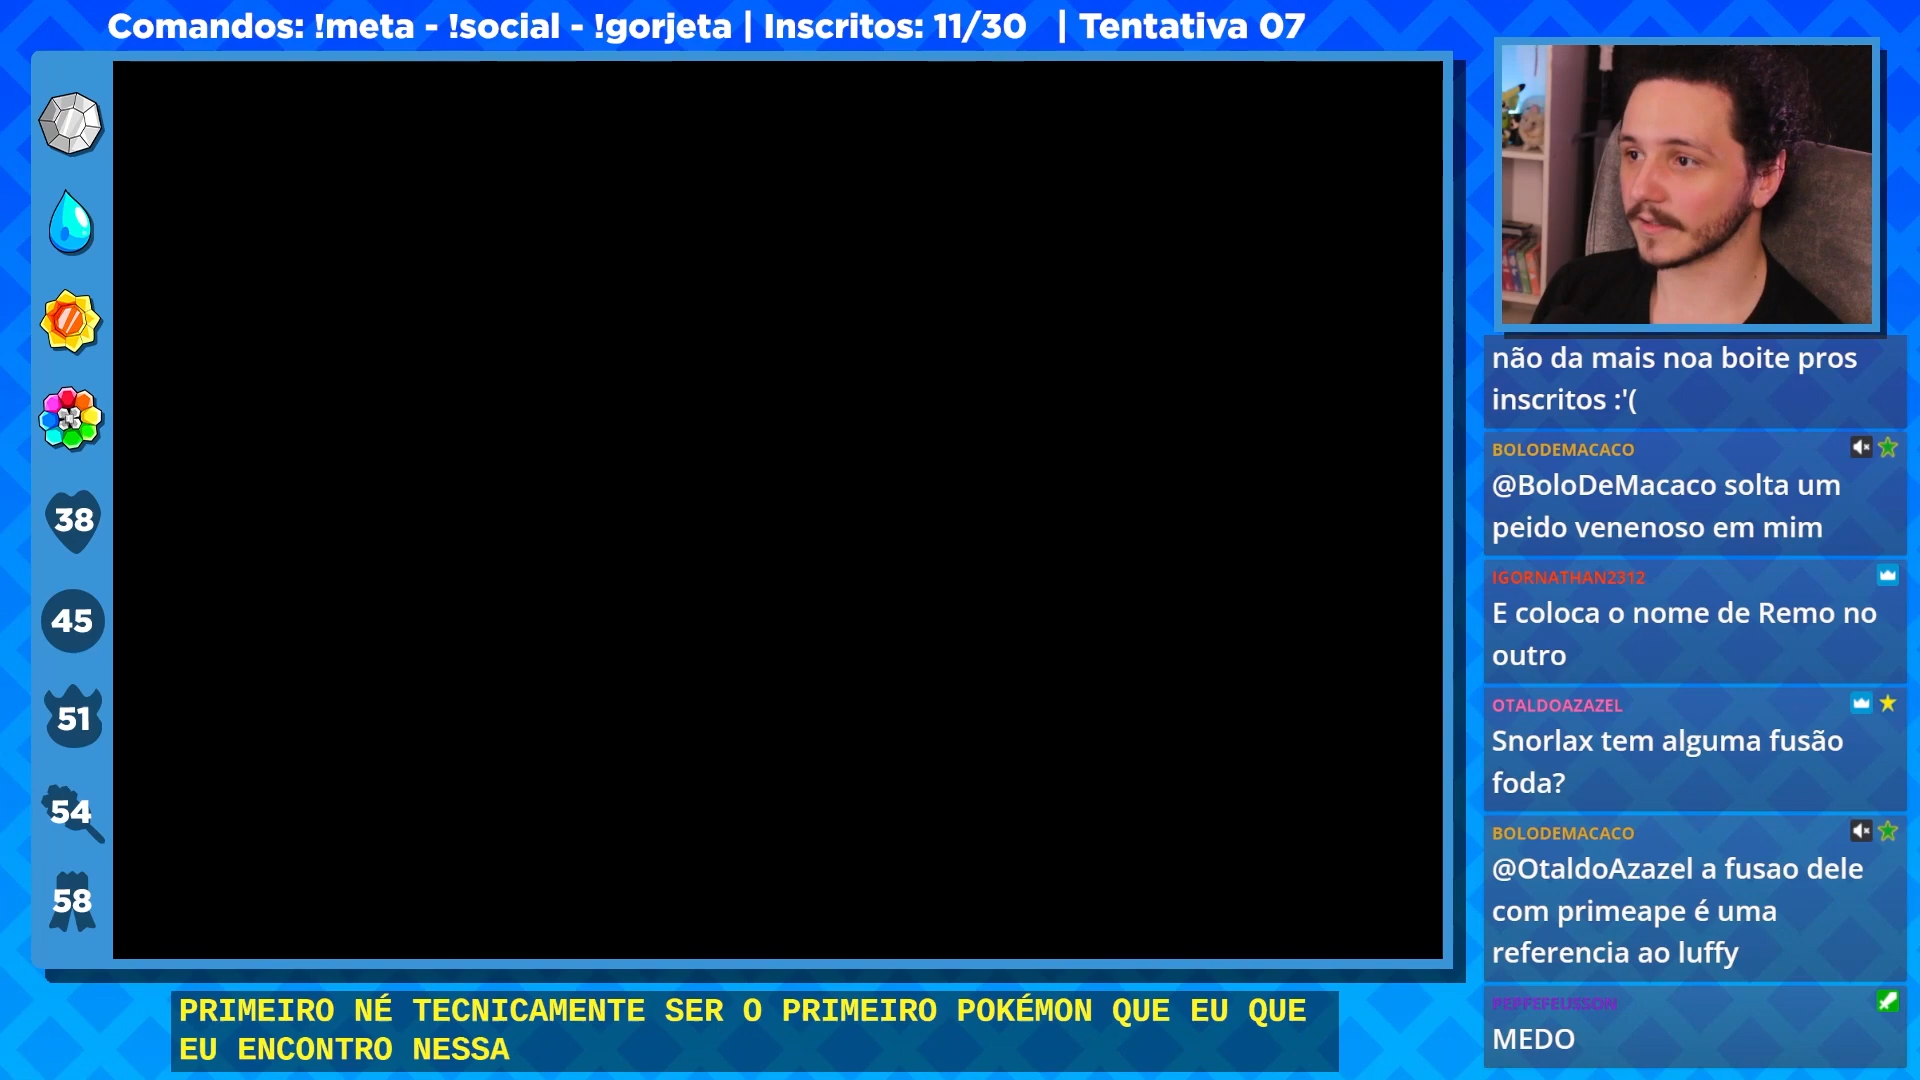 Comandos: !meta - !social - !gorjeta | Inscritos: 11/30 | Tentativa 07
38
45
51
54
58
não da mais noa boite pros
inscritos :'(
BOLODEMACACO
@BoloDeMacaco solta um
peido venenoso em mim
IGORNATHAN2312
E coloca o nome de Remo no
outro
OTALDOAZAZEL
Snorlax tem alguma fusão
foda?
BOLODEMACACO
@OtaldoAzazel a fusao dele
com primeape é uma
referencia ao luffy
MEDO
PRIMEIRO NÉ TECNICAMENTE SER O PRIMEIRO POKÉMON QUE EU QUE
EU ENCONTRO NESSA